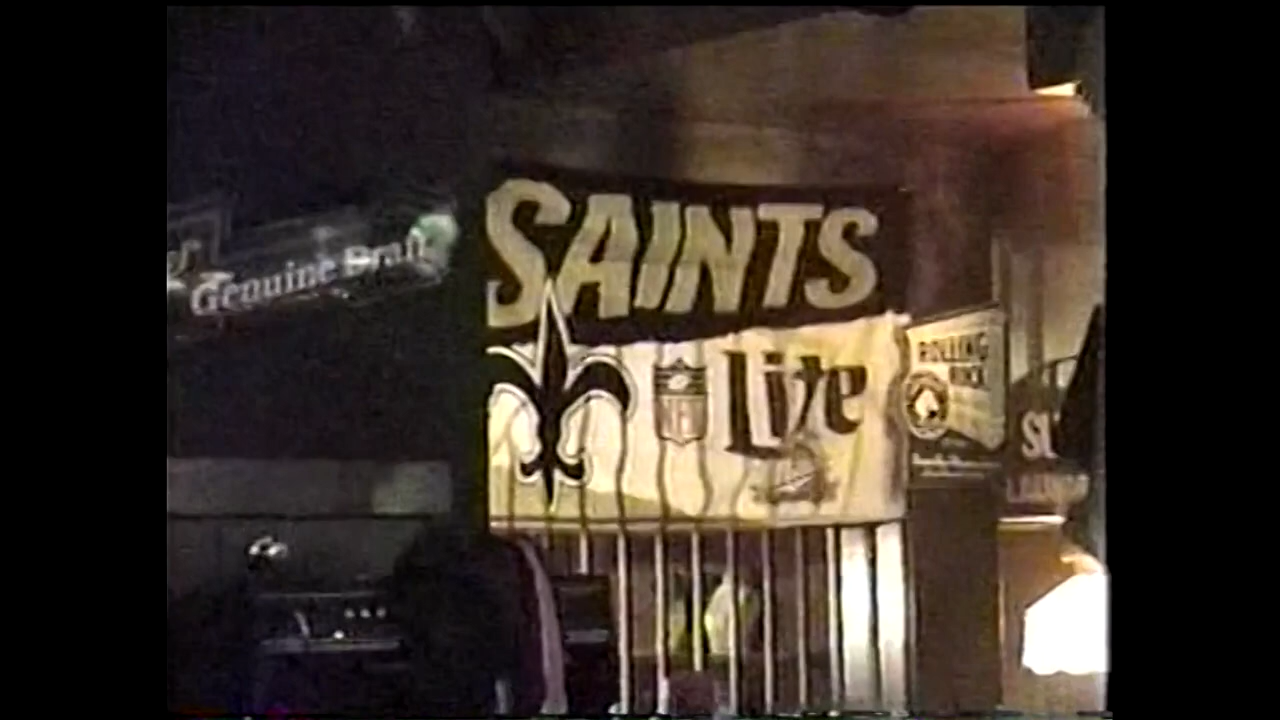 Genuine Draft
SAINTS
NFL
Lite
ROLLING
ROCK